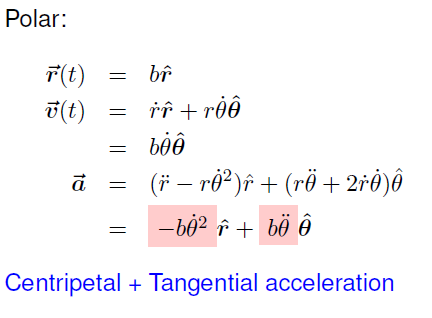 Polar:
r⃗(t) = br̂
v⃗(t) = ṙr̂ + rθ̇θ̂
= bθ̇θ̂
a⃗ = (r̈ − rθ̇²)r̂ + (rθ̈ + 2ṙθ̇)θ̂
= −bθ̇² r̂ + bθ̈ θ̂
Centripetal + Tangential acceleration